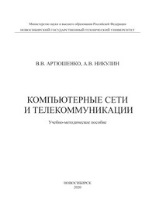 Министерство науки и высшего образования Российской Федерации
НОВОСИБИРСКИЙ ГОСУДАРСТВЕННЫЙ ТЕХНИЧЕСКИЙ УНИВЕРСИТЕТ
В.В. АРТЮШЕНКО, А.В. НИКУЛИН
КОМПЬЮТЕРНЫЕ СЕТИ
И ТЕЛЕКОММУНИКАЦИИ
Учебно-методическое пособие
НОВОСИБИРСК
2020